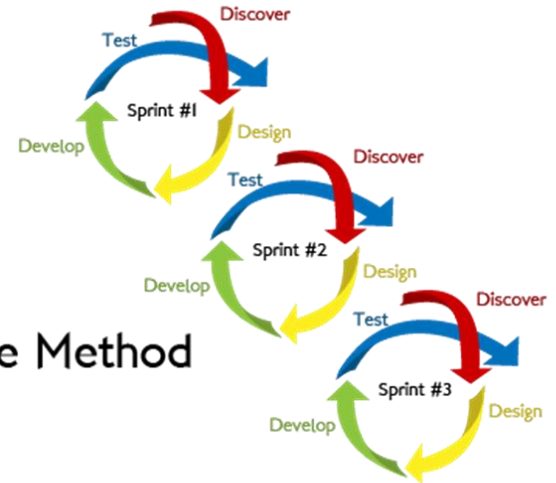 Discover
Test
Sprint #1
Design
Develop
Discover
Test
Sprint #2
Design
Develop
Discover
Test
Sprint #3
Design
Develop
e Method